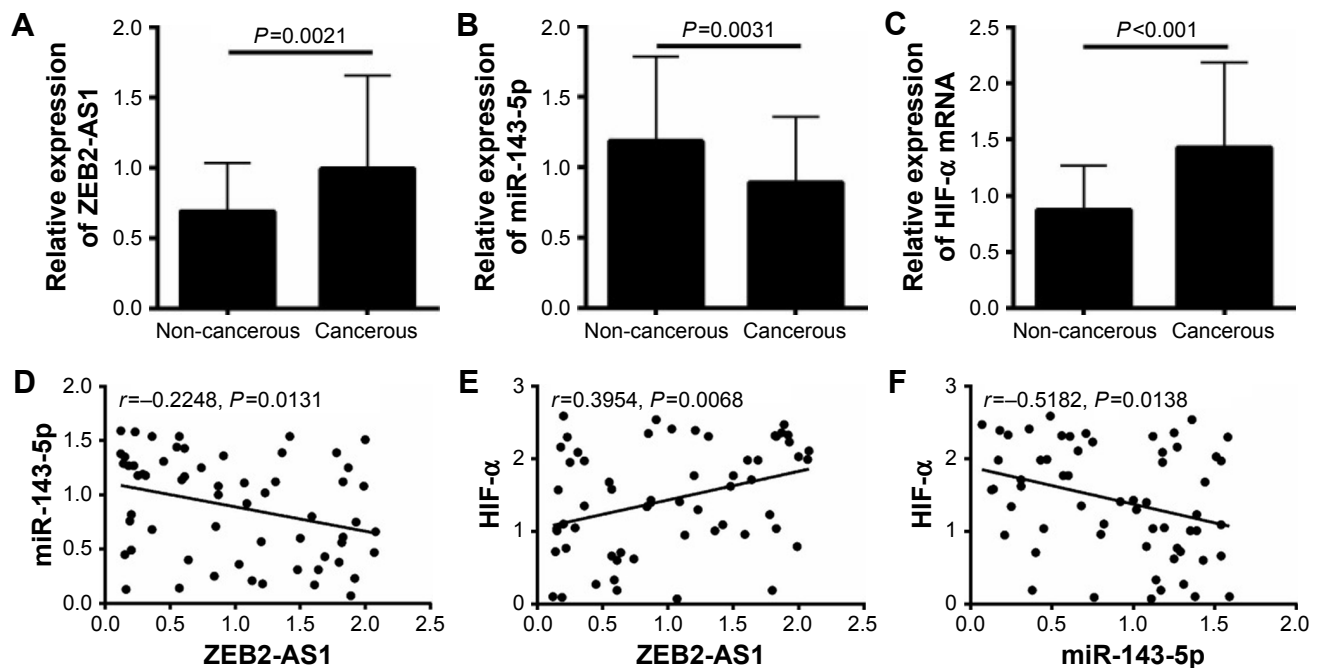 A
Relative expression
of ZEB2-AS1
2.0
1.5
1.0
0.5
0.0
P=0.0021
Non-cancerous Cancerous
B
Relative expression
of miR-143-5p
2.0
1.5
1.0
0.5
0.0
P=0.0031
Non-cancerous Cancerous
C
Relative expression
of HIF-α mRNA
2.5
2.0
1.5
1.0
0.5
0.0
P<0.001
Non-cancerous Cancerous
D
miR-143-5p
2.0
1.5
1.0
0.5
0.0
r=–0.2248, P=0.0131
0.0 0.5 1.0 1.5 2.0 2.5
ZEB2-AS1
E
HIF-α
3
2
1
0
r=0.3954, P=0.0068
0.0 0.5 1.0 1.5 2.0 2.5
ZEB2-AS1
F
HIF-α
3
2
1
0
r=–0.5182, P=0.0138
0.0 0.5 1.0 1.5 2.0
miR-143-5p